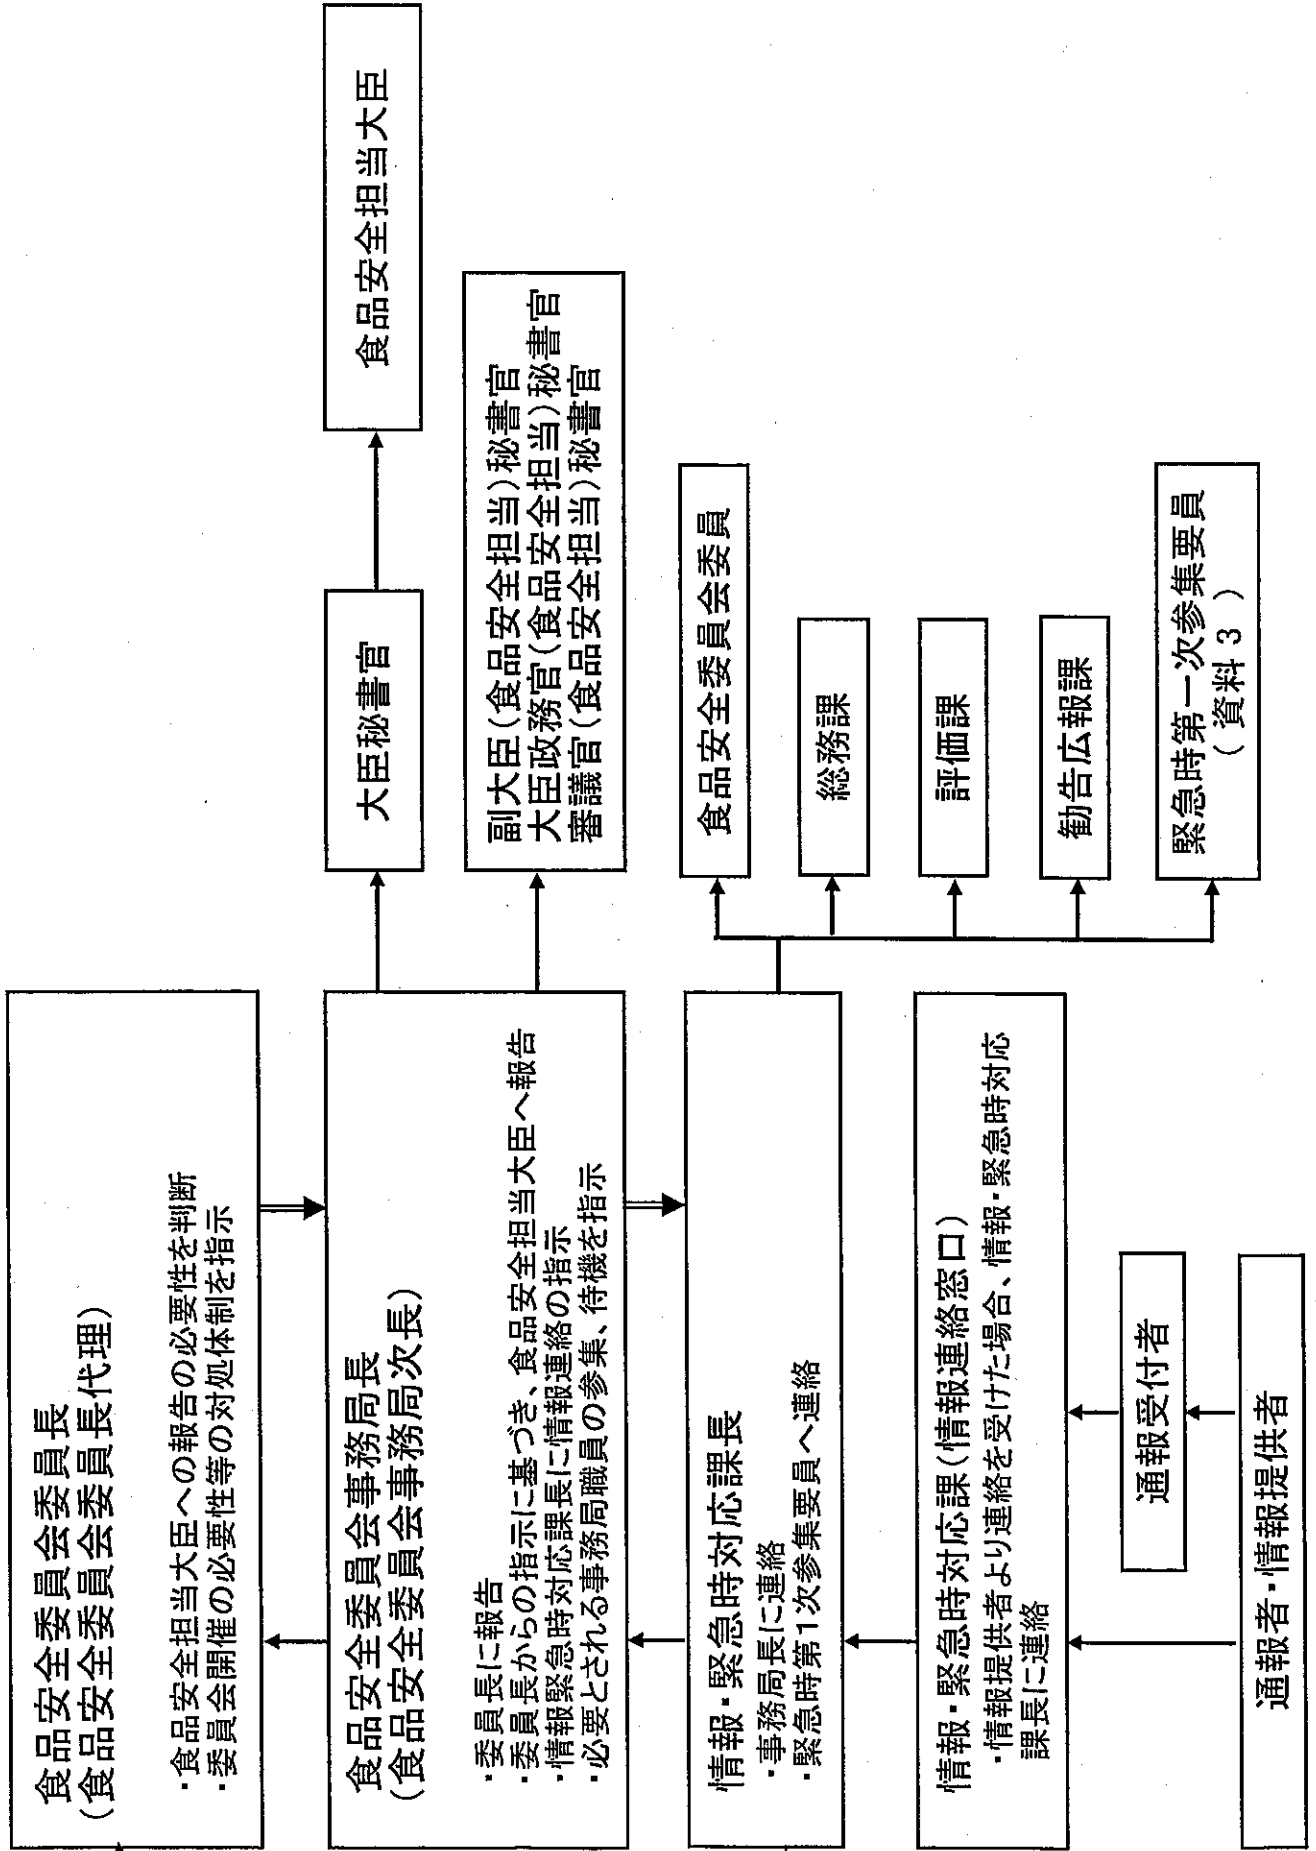 食品安全委員会委員長
(食品安全委員会委員長代理)
・食品安全担当大臣への報告の必要性を判断
・委員会開催の必要性等の対処体制を指示
食品安全委員会事務局長
(食品安全委員会事務局次長)
・委員長に報告
・委員長からの指示に基づき、食品安全担当大臣へ報告
・情報緊急時対応課長に情報連絡の指示
・必要とされる事務局職員の参集、待機を指示
大臣秘書官
食品安全担当大臣
副大臣(食品安全担当)秘書官
大臣政務官(食品安全担当)秘書官
審議官(食品安全担当)秘書官
情報・緊急時対応課長
・事務局長に連絡
・緊急時第1次参集要員へ連絡
食品安全委員会委員
総務課
評価課
勧告広報課
緊急時第一次参集要員
(資料3)
情報・緊急時対応課(情報連絡窓口)
・情報提供者より連絡を受けた場合、情報・緊急時対応
課長に連絡
通報受付者
通報者・情報提供者